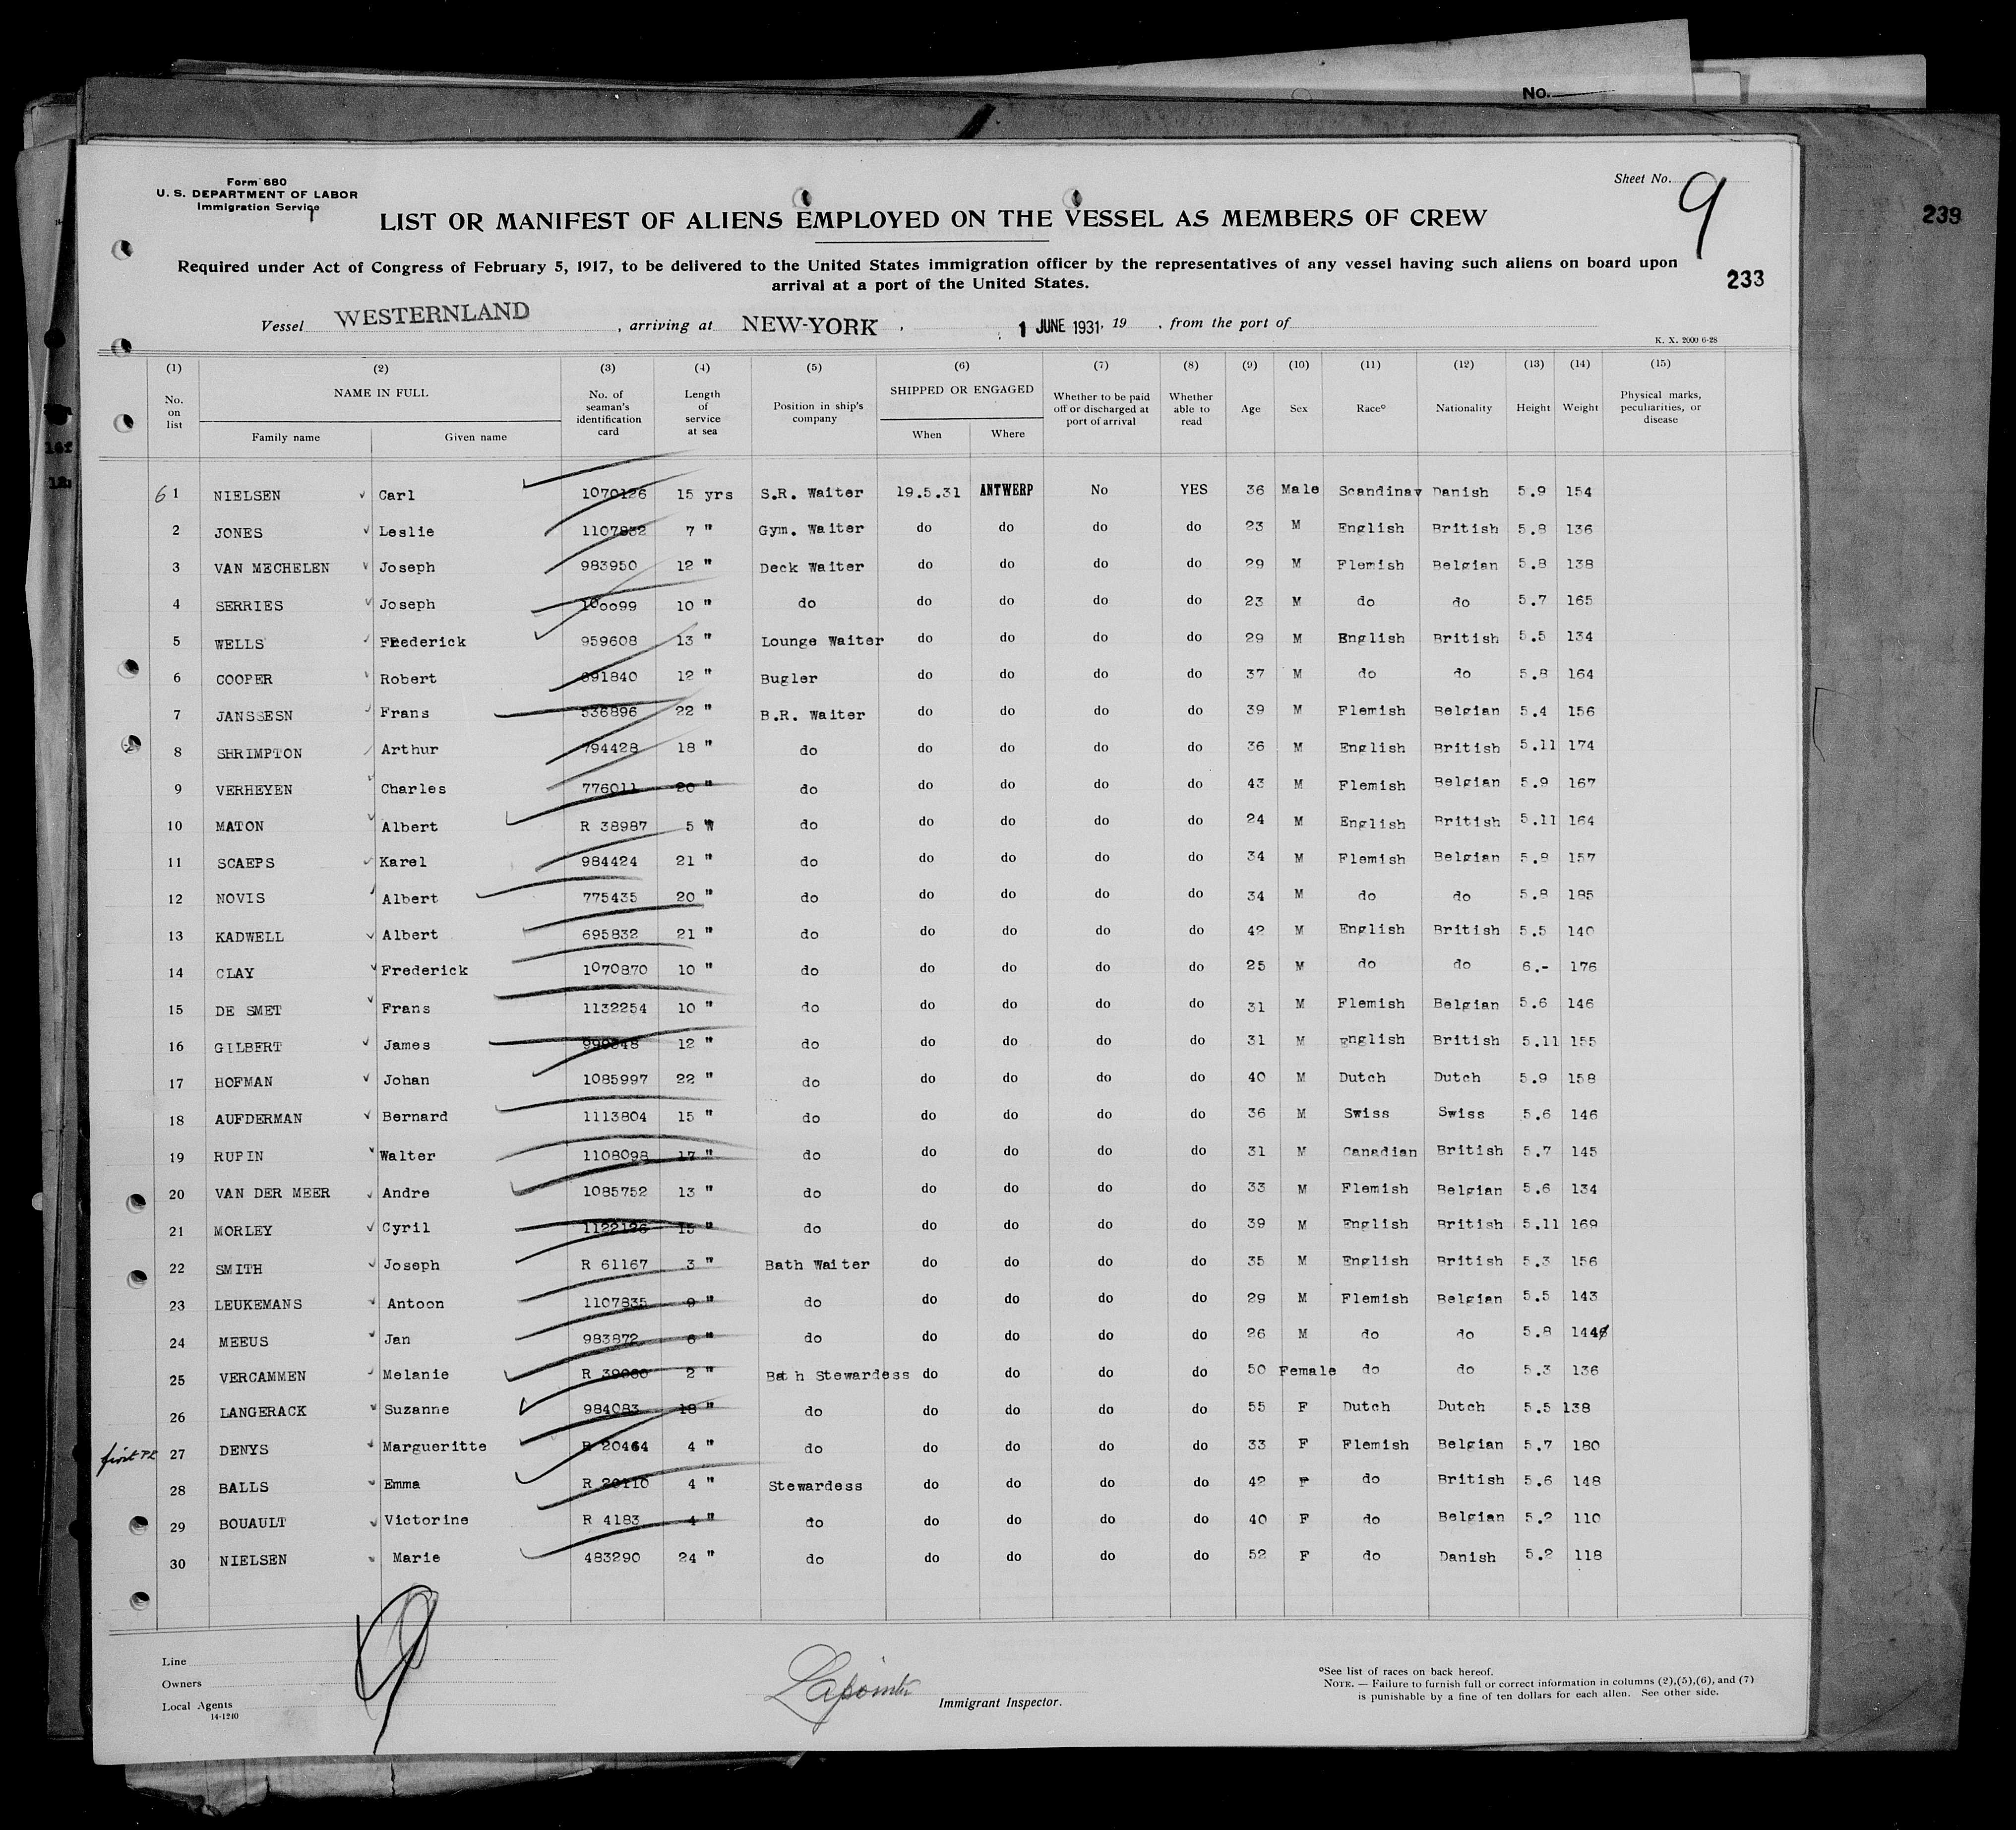 No.
239
Form 680
U. S. DEPARTMENT OF LABOR
Immigration Service
Sheet No. 9
LIST OR MANIFEST OF ALIENS EMPLOYED ON THE VESSEL AS MEMBERS OF CREW
Required under Act of Congress of February 5, 1917, to be delivered to the United States immigration officer by the representatives of any vessel having such aliens on board upon
arrival at a port of the United States.
233
Vessel WESTERNLAND , arriving at NEW-YORK , 1 JUNE 1931, 19 , from the port of
K. X. 2000 6-28
(1) (2) (3) (4) (5) (6) (7) (8) (9) (10) (11) (12) (13) (14) (15)
No. on list NAME IN FULL Family name Given name No. of seaman's identification card Length of service at sea Position in ship's company SHIPPED OR ENGAGED When Where Whether to be paid off or discharged at port of arrival Whether able to read Age Sex Race° Nationality Height Weight Physical marks, peculiarities, or disease
6 1 NIELSEN Carl 1070126 15 yrs S.R. Waiter 19.5.31 ANTWERP No YES 36 Male Scandinav Danish 5.9 154
2 JONES Leslie 1107832 7 " Gym. Waiter do do do do 23 M English British 5.8 136
3 VAN MECHELEN Joseph 983950 12 " Deck Waiter do do do do 29 M Flemish Belgian 5.8 138
4 SERRIES Joseph 100099 10 " do do do do do 23 M do do 5.7 165
5 WELLS Frederick 959608 13 " Lounge Waiter do do do do 29 M English British 5.5 134
6 COOPER Robert 891840 12 " Bugler do do do do 37 M do do 5.8 164
7 JANSSESN Frans 536896 22 " B.R. Waiter do do do do 39 M Flemish Belgian 5.4 156
8 SHRIMPTON Arthur 794428 18 " do do do do do 36 M English British 5.11 174
9 VERHEYEN Charles 776011 20 " do do do do do 43 M Flemish Belgian 5.9 167
10 MATON Albert R 38987 5 " do do do do do 24 M English British 5.11 164
11 SCAEPS Karel 984424 21 " do do do do do 34 M Flemish Belgian 5.8 157
12 NOVIS Albert 775435 20 " do do do do do 34 M do do 5.8 185
13 KADWELL Albert 695832 21 " do do do do do 42 M English British 5.5 140
14 CLAY Frederick 1070870 10 " do do do do do 25 M do do 6.- 176
15 DE SMET Frans 1132254 10 " do do do do do 31 M Flemish Belgian 5.6 146
16 GILBERT James 999348 12 " do do do do do 31 M English British 5.11 155
17 HOFMAN Johan 1085997 22 " do do do do do 40 M Dutch Dutch 5.9 158
18 AUFDERMAN Bernard 1113804 15 " do do do do do 36 M Swiss Swiss 5.6 146
19 RUPIN Walter 1108098 17 " do do do do do 31 M Canadian British 5.7 145
20 VAN DER MEER Andre 1085752 13 " do do do do do 33 M Flemish Belgian 5.6 134
21 MORLEY Cyril 1122126 15 " do do do do do 39 M English British 5.11 169
22 SMITH Joseph R 61167 3 " Bath Waiter do do do do 35 M English British 5.3 156
23 LEUKEMANS Antoon 1107835 9 " do do do do do 29 M Flemish Belgian 5.5 143
24 MEEUS Jan 983872 6 " do do do do do 26 M do do 5.8 144
25 VERCAMMEN Melanie 2 " Bath Stewardess do do do do 50 Female do do 5.3 136
26 LANGERACK Suzanne 984083 18 " do do do do do 55 F Dutch Dutch 5.5 138
first 27 DENYS Margueritte R 20464 4 " do do do do do 33 F Flemish Belgian 5.7 180
28 BALLS Emma R 20110 4 " Stewardess do do do do 42 F do British 5.6 148
29 BOUAULT Victorine R 4183 4 " do do do do do 40 F do Belgian 5.2 110
30 NIELSEN Marie 483290 24 " do do do do do 52 F do Danish 5.2 118
9
Line
Owners
Local Agents
14-1240
Lapointe Immigrant Inspector.
°See list of races on back hereof.
NOTE. — Failure to furnish full or correct information in columns (2),(5),(6), and (7)
is punishable by a fine of ten dollars for each alien. See other side.